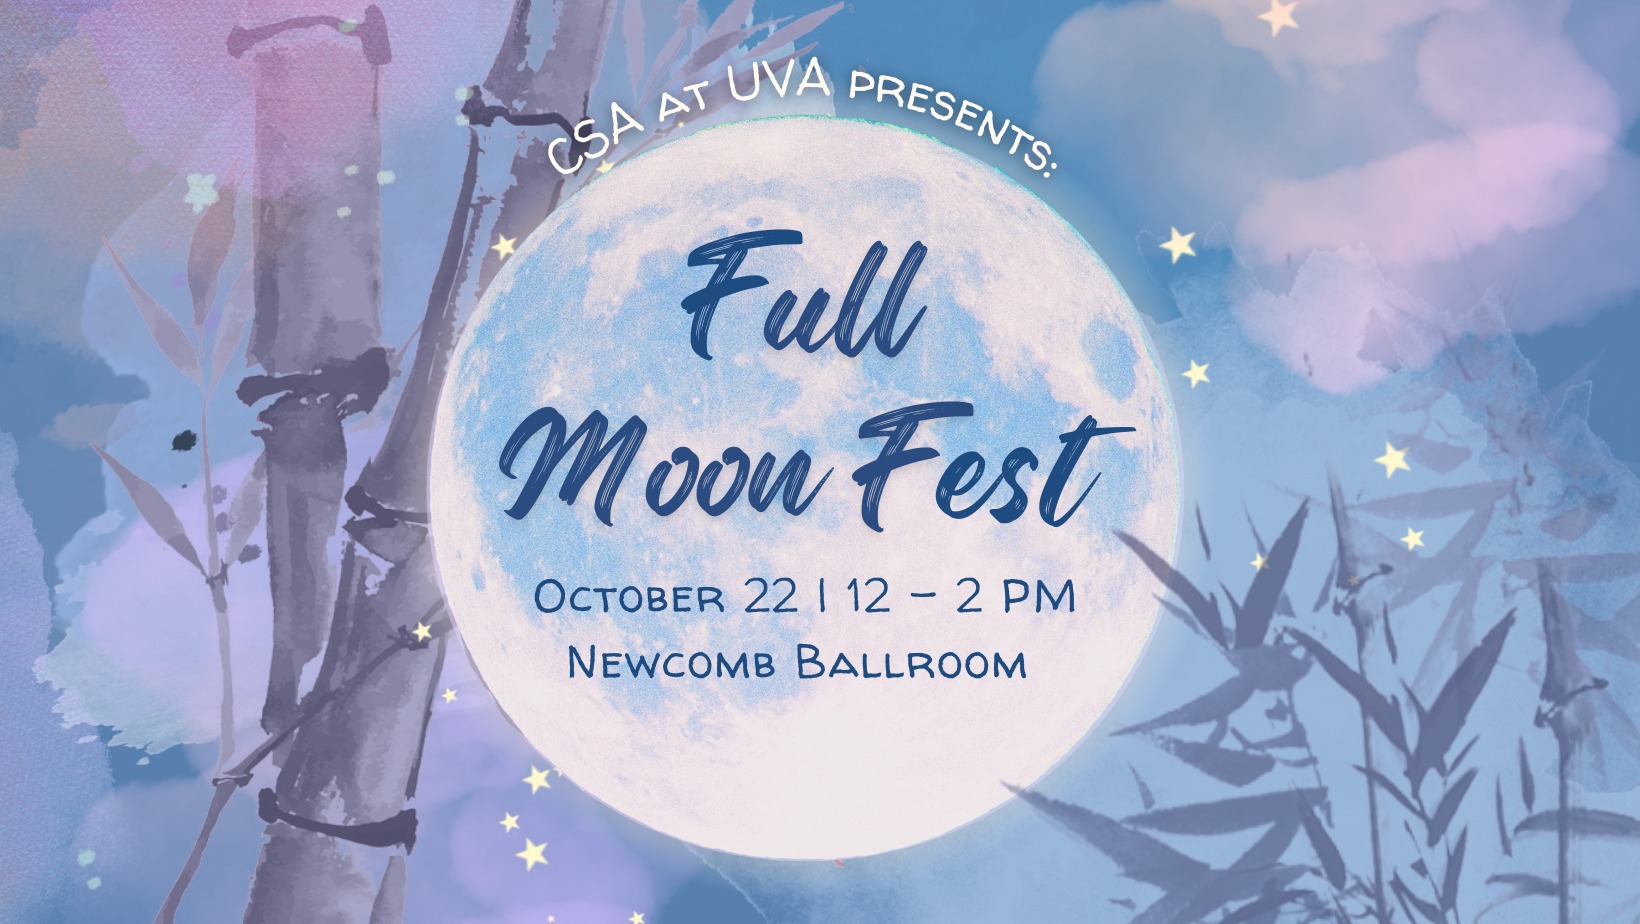 CSA at UVA presents:
Full
Moon Fest
October 22 | 12 – 2 PM
Newcomb Ballroom